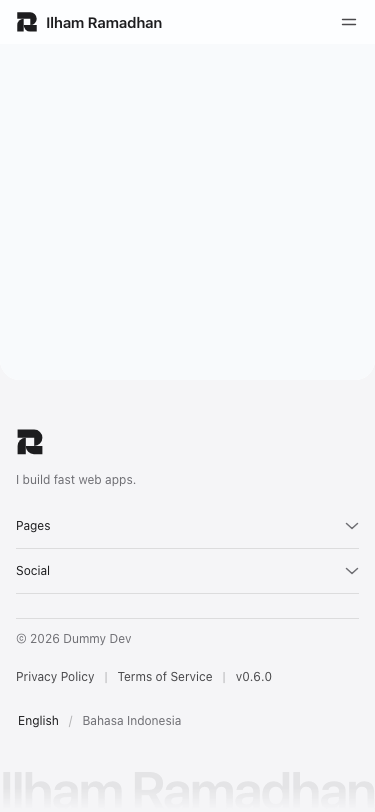 Ilham Ramadhan
I build fast web apps.
Pages
Social
© 2026 Dummy Dev
Privacy Policy | Terms of Service | v0.6.0
English / Bahasa Indonesia
Ilham Ramadhan